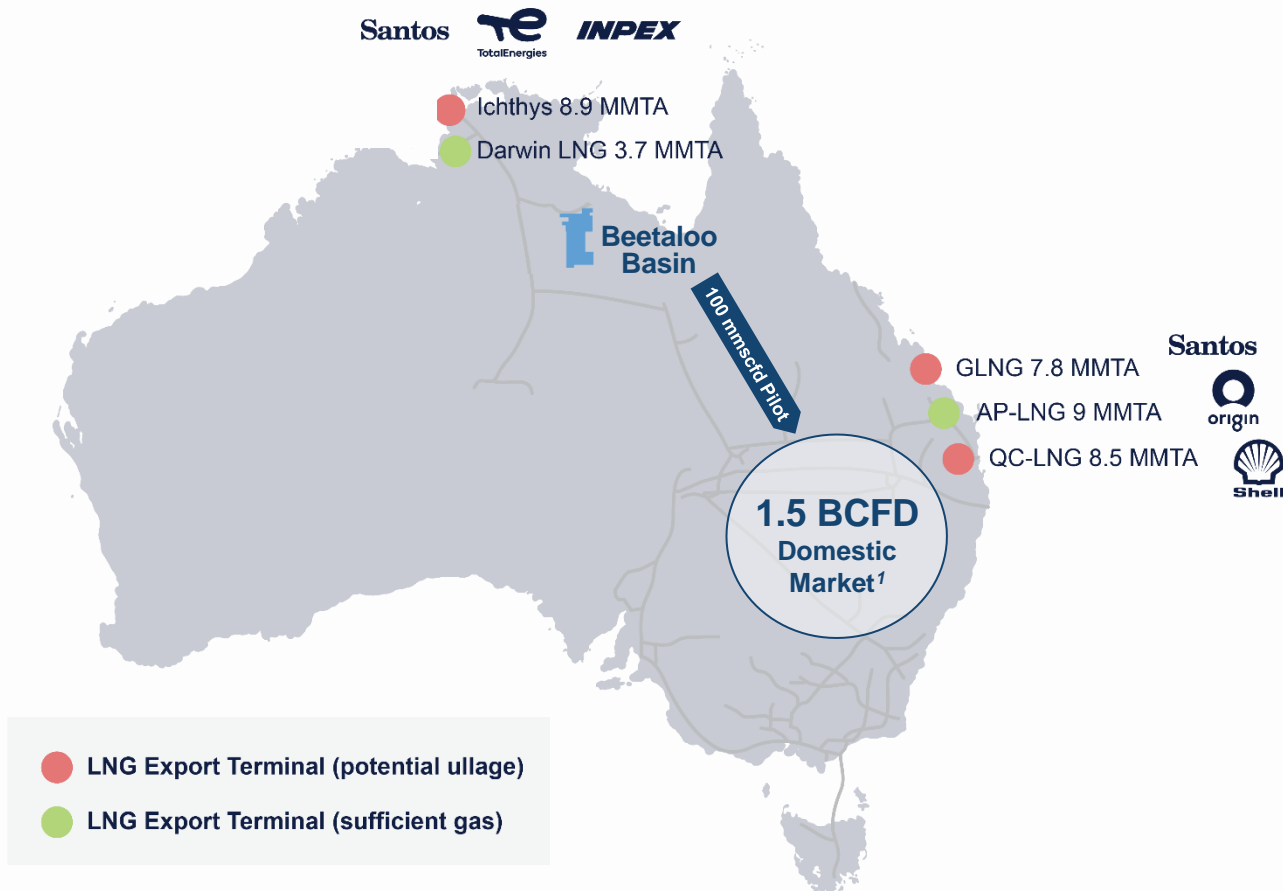 Santos
TotalEnergies
INPEX
Ichthys 8.9 MMTA
Darwin LNG 3.7 MMTA
Beetaloo
Basin
100 mmscfd Pilot
Santos
GLNG 7.8 MMTA
AP-LNG 9 MMTA
origin
QC-LNG 8.5 MMTA
Shell
1.5 BCFD
Domestic
Market¹
LNG Export Terminal (potential ullage)
LNG Export Terminal (sufficient gas)